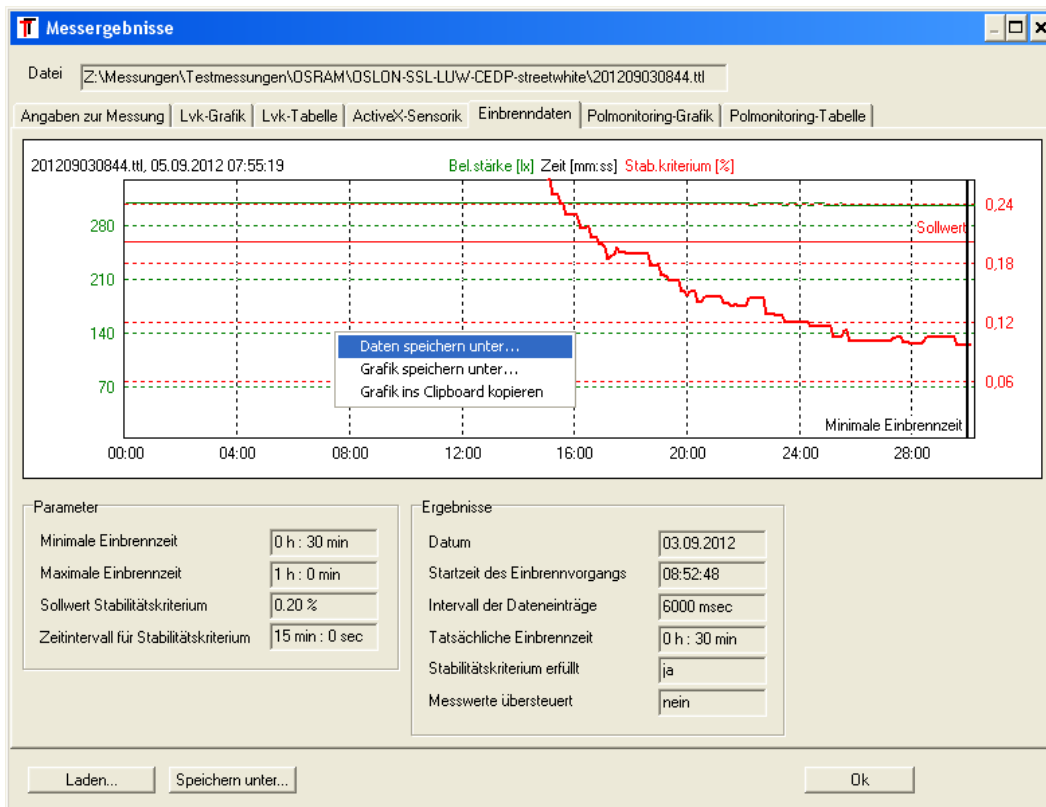 Messergebnisse
Datei Z:\Messungen\Testmessungen\OSRAM\OSLON-SSL-LUW-CEDP-streetwhite\201209030844.ttl
Angaben zur Messung Lvk-Grafik Lvk-Tabelle ActiveX-Sensorik Einbrenndaten Polmonitoring-Grafik Polmonitoring-Tabelle
201209030844.ttl, 05.09.2012 07:55:19 Bel.stärke [lx] Zeit [mm:ss] Stab.kriterium [%]
0,24
280 Sollwert
0,18
210
140 0,12
Daten speichern unter...
Grafik speichern unter...
70 0,06
Grafik ins Clipboard kopieren
Minimale Einbrennzeit
00:00 04:00 08:00 12:00 16:00 20:00 24:00 28:00
Parameter
Minimale Einbrennzeit 0 h : 30 min
Maximale Einbrennzeit 1 h : 0 min
Sollwert Stabilitätskriterium 0.20 %
Zeitintervall für Stabilitätskriterium 15 min : 0 sec
Ergebnisse
Datum 03.09.2012
Startzeit des Einbrennvorgangs 08:52:48
Intervall der Dateneinträge 6000 msec
Tatsächliche Einbrennzeit 0 h : 30 min
Stabilitätskriterium erfüllt ja
Messwerte übersteuert nein
Laden... Speichern unter... Ok